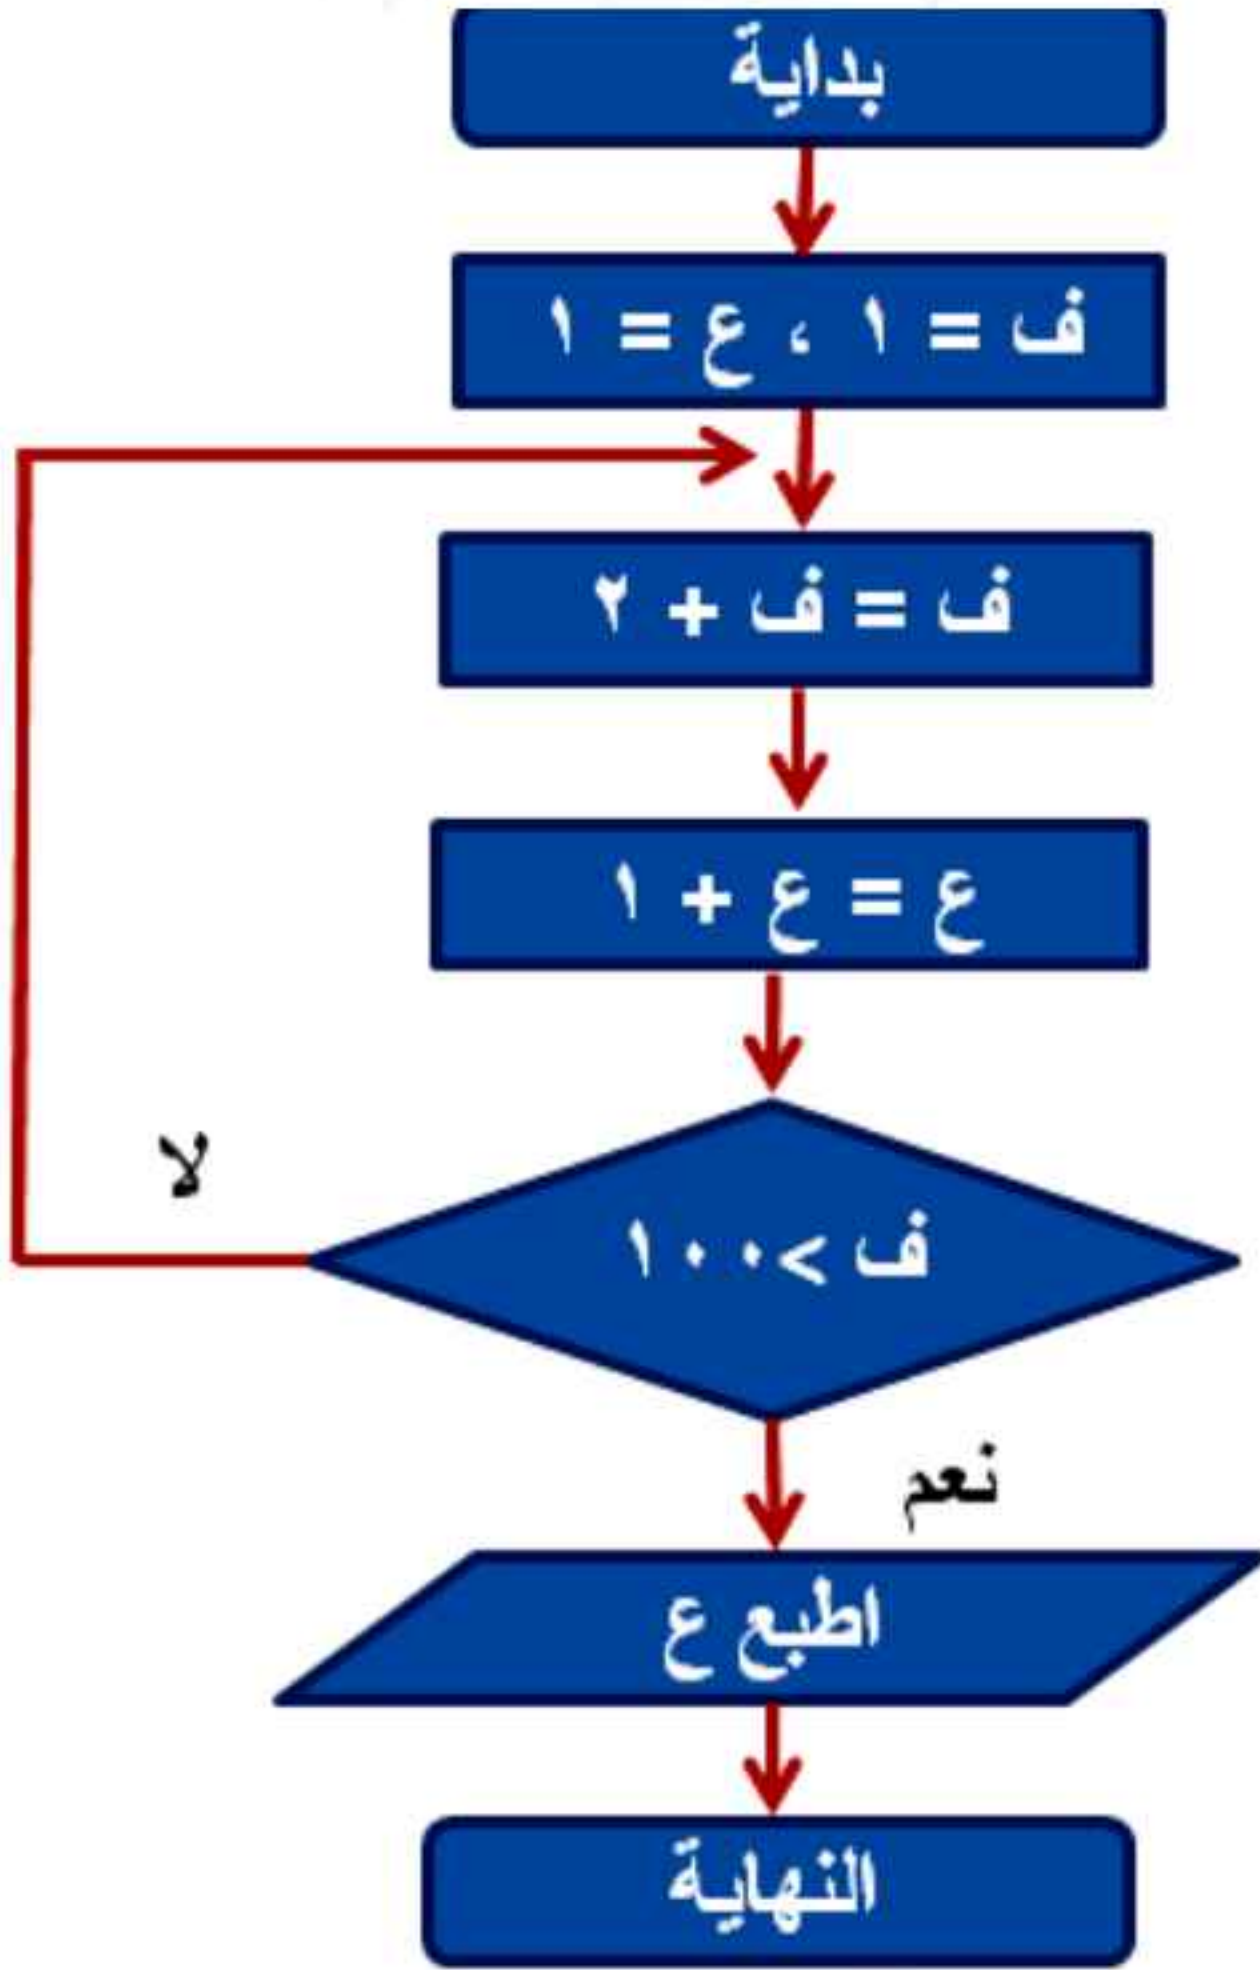 بداية
ف = ١ ، ع = ١
ف = ف + ٢
ع = ع + ١
لا
ف >١٠٠
نعم
اطبع ع
النهاية